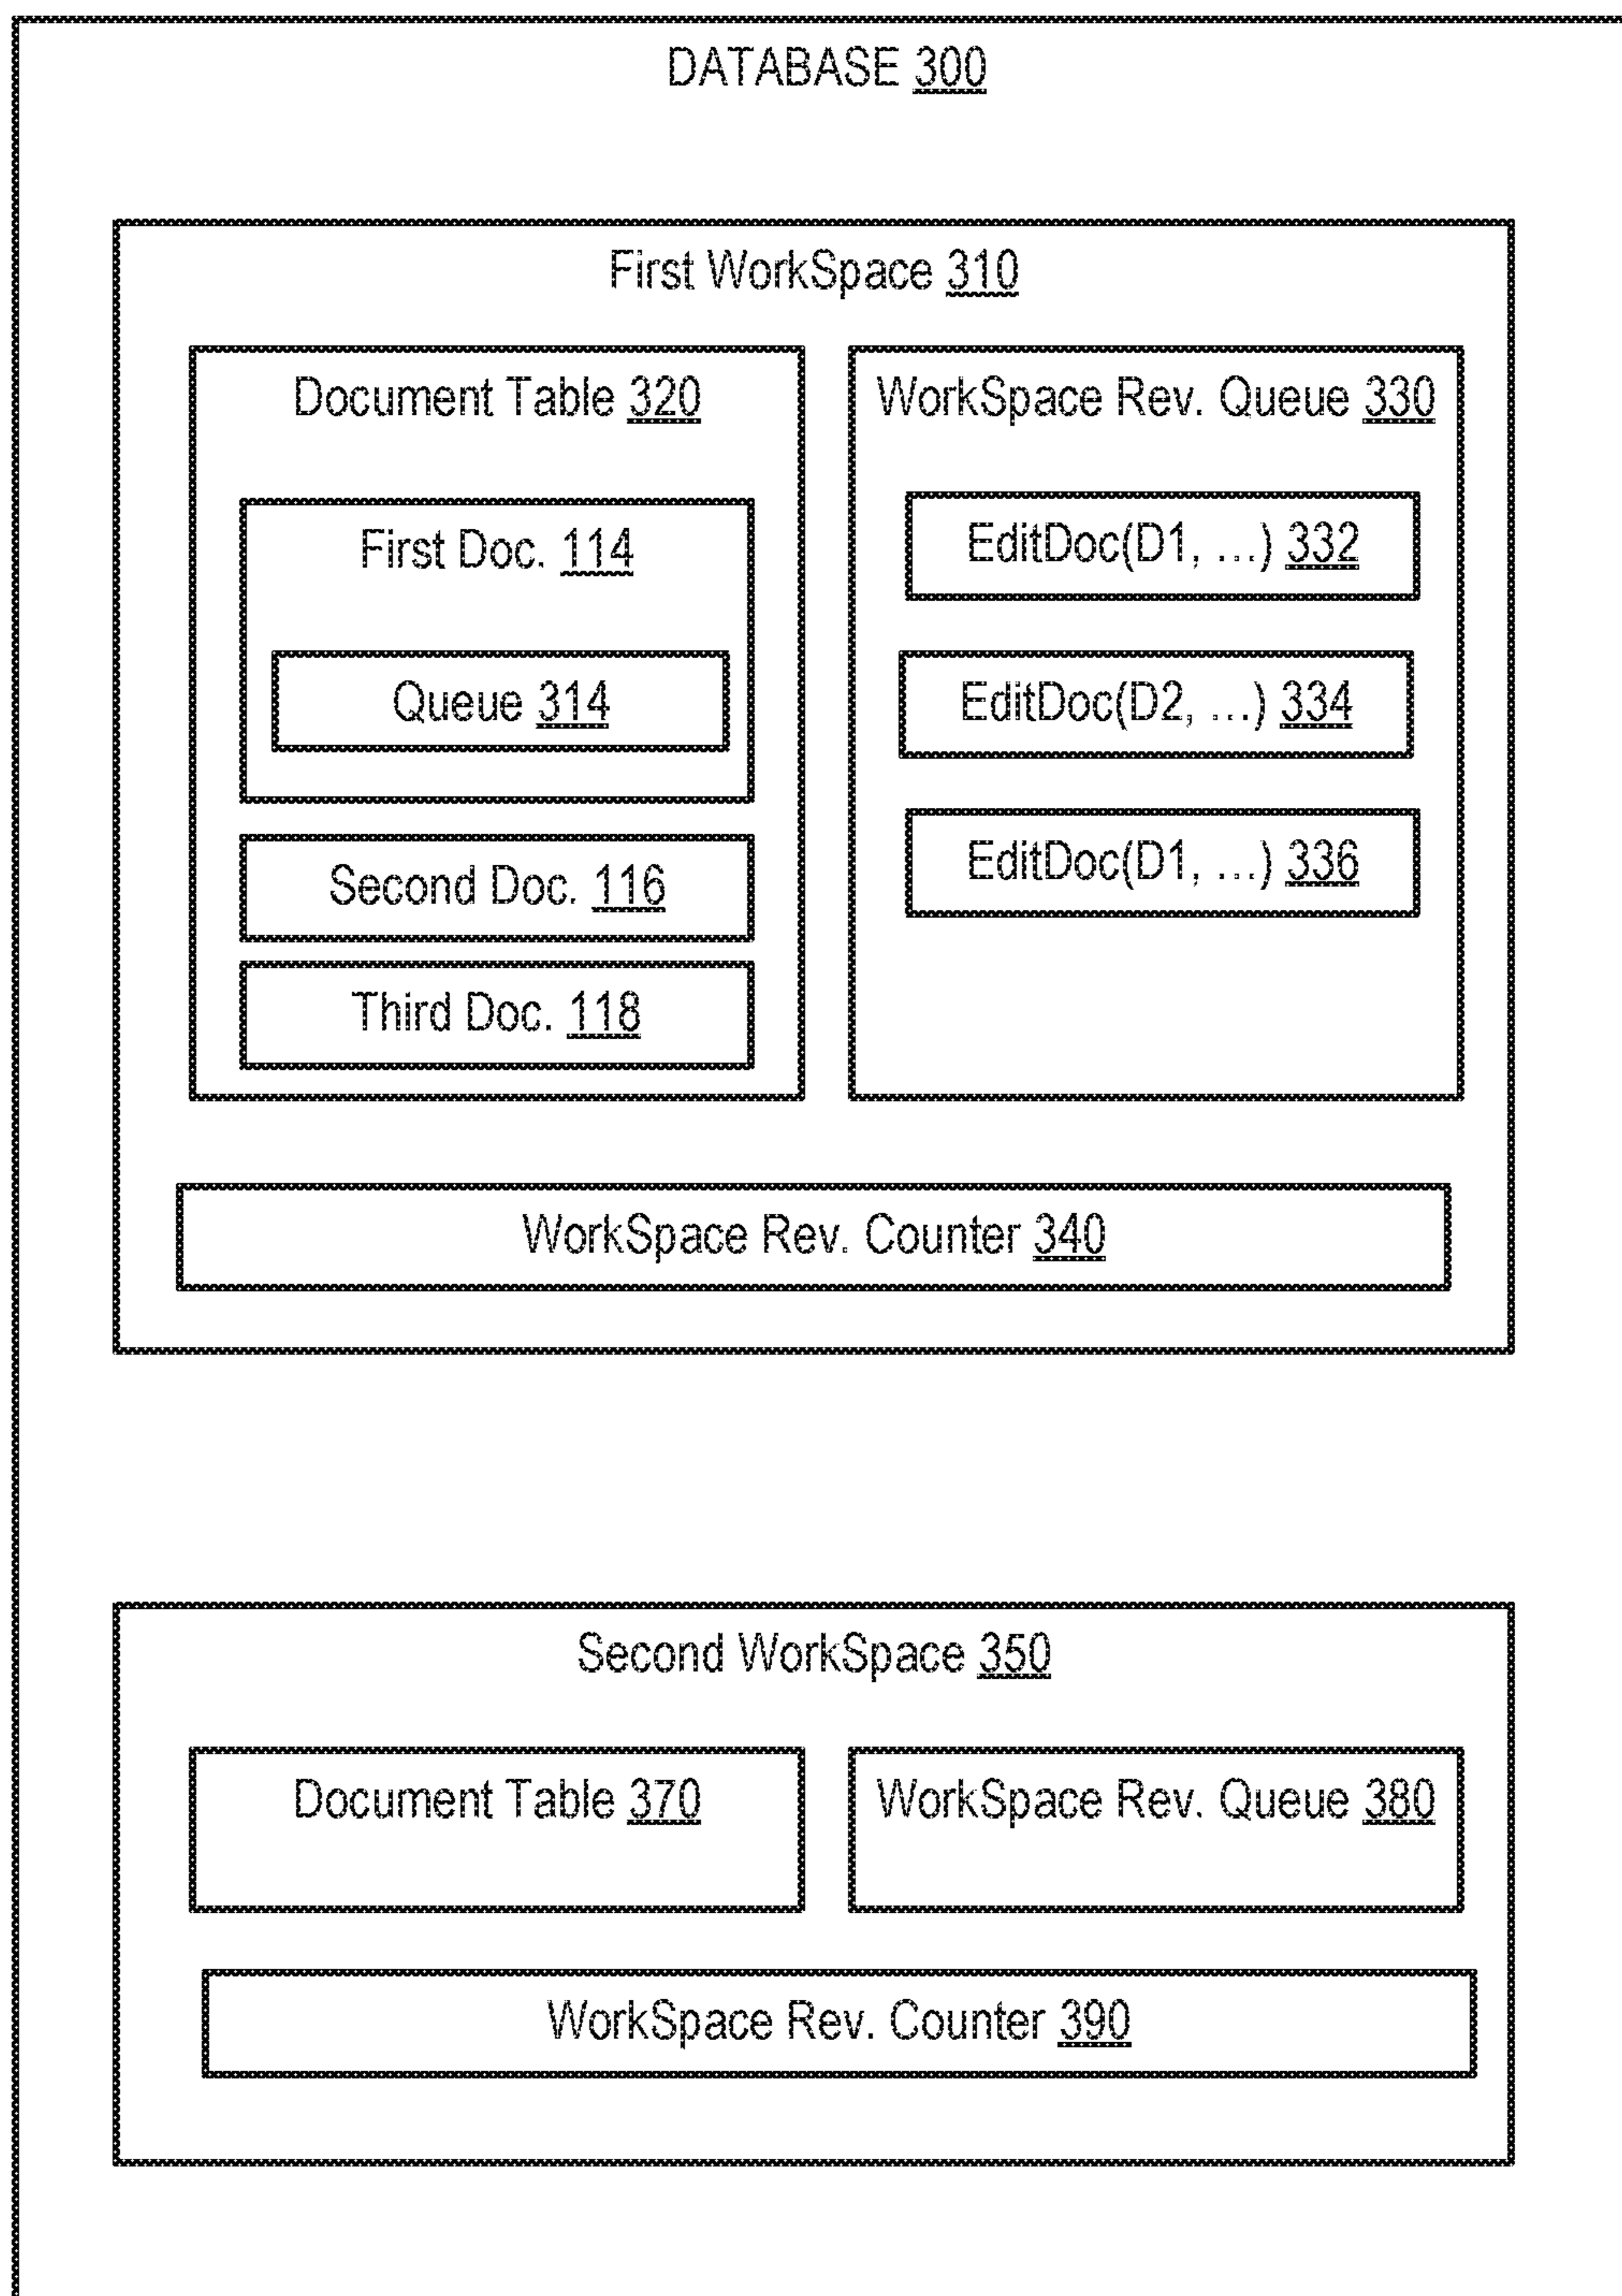 DATABASE 300
First WorkSpace 310
Document Table 320
First Doc. 114
Queue 314
Second Doc. 116
Third Doc. 118
WorkSpace Rev. Queue 330
EditDoc(D1, ...) 332
EditDoc(D2, ...) 334
EditDoc(D1, ...) 336
WorkSpace Rev. Counter 340
Second WorkSpace 350
Document Table 370
WorkSpace Rev. Queue 380
WorkSpace Rev. Counter 390